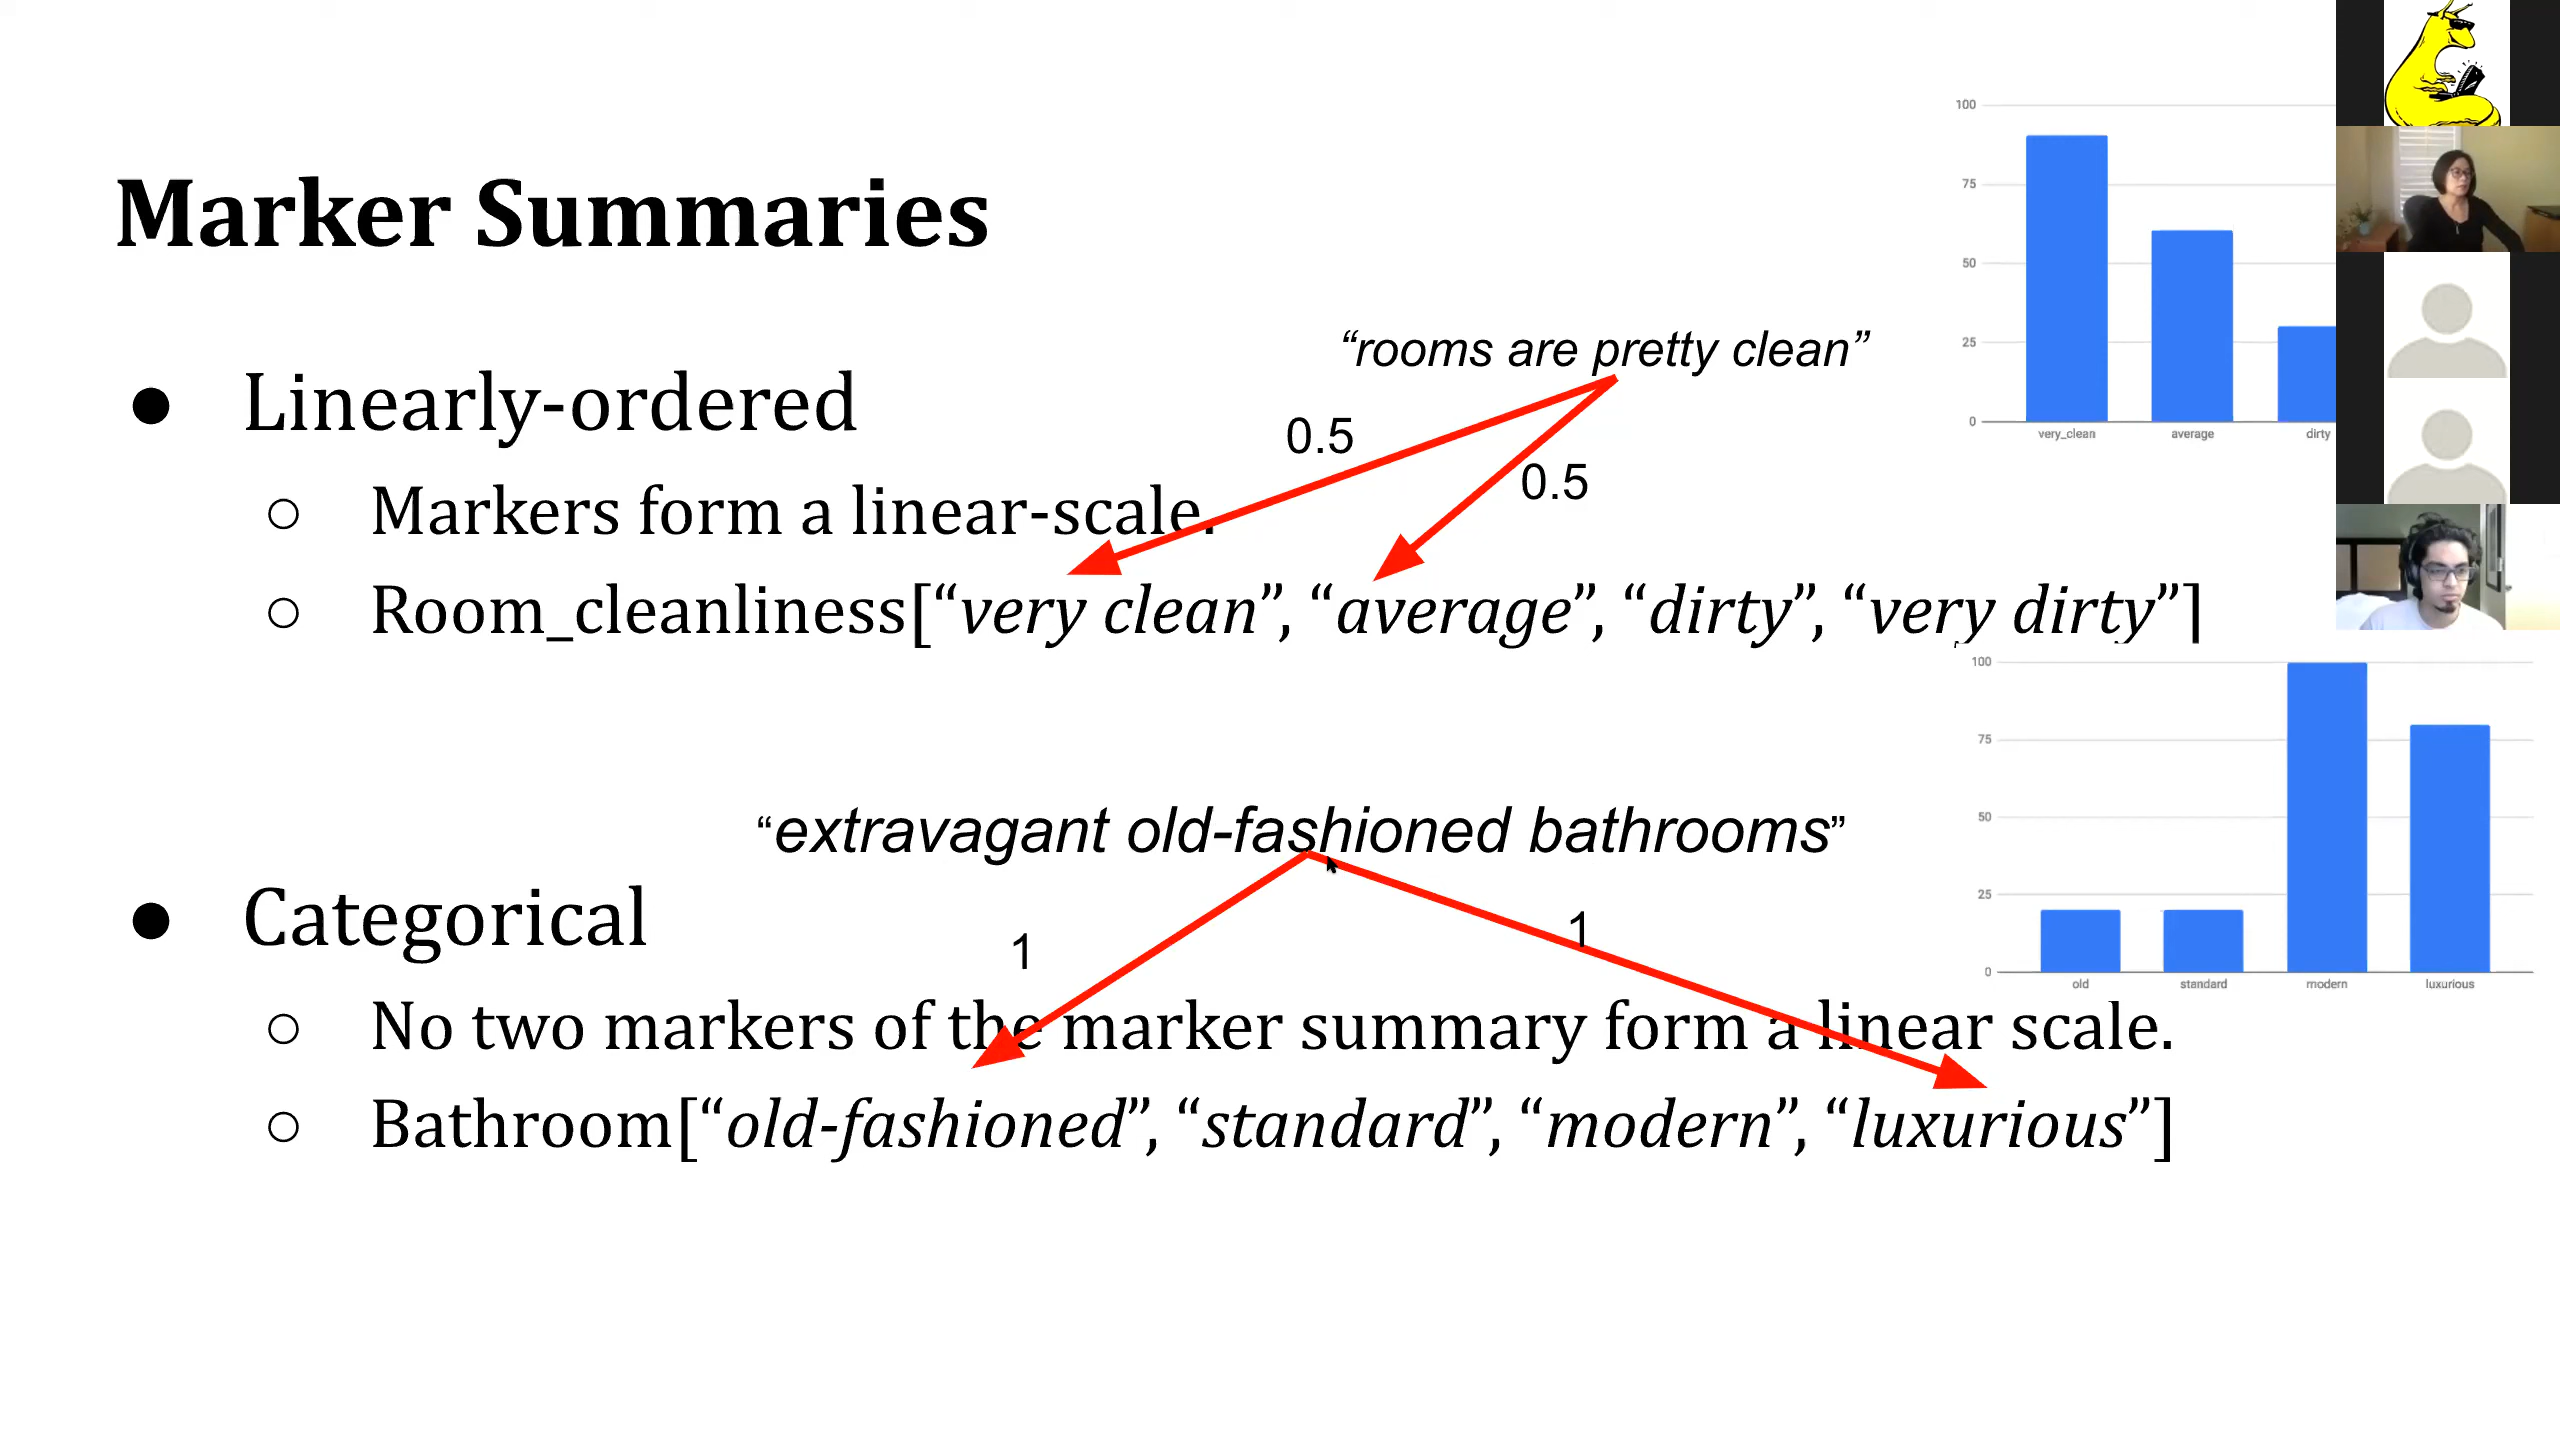 Marker Summaries
● Linearly-ordered
“rooms are pretty clean”
0.5
0.5
○ Markers form a linear-scale.
○ Room_cleanliness[“very clean”, “average”, “dirty”, “very dirty”]
100
75
50
25
0
very_clean average dirty
“extravagant old-fashioned bathrooms”
● Categorical
1
1
○ No two markers of the marker summary form a linear scale.
○ Bathroom[“old-fashioned”, “standard”, “modern”, “luxurious”]
100
75
50
25
0
old standard modern luxurious